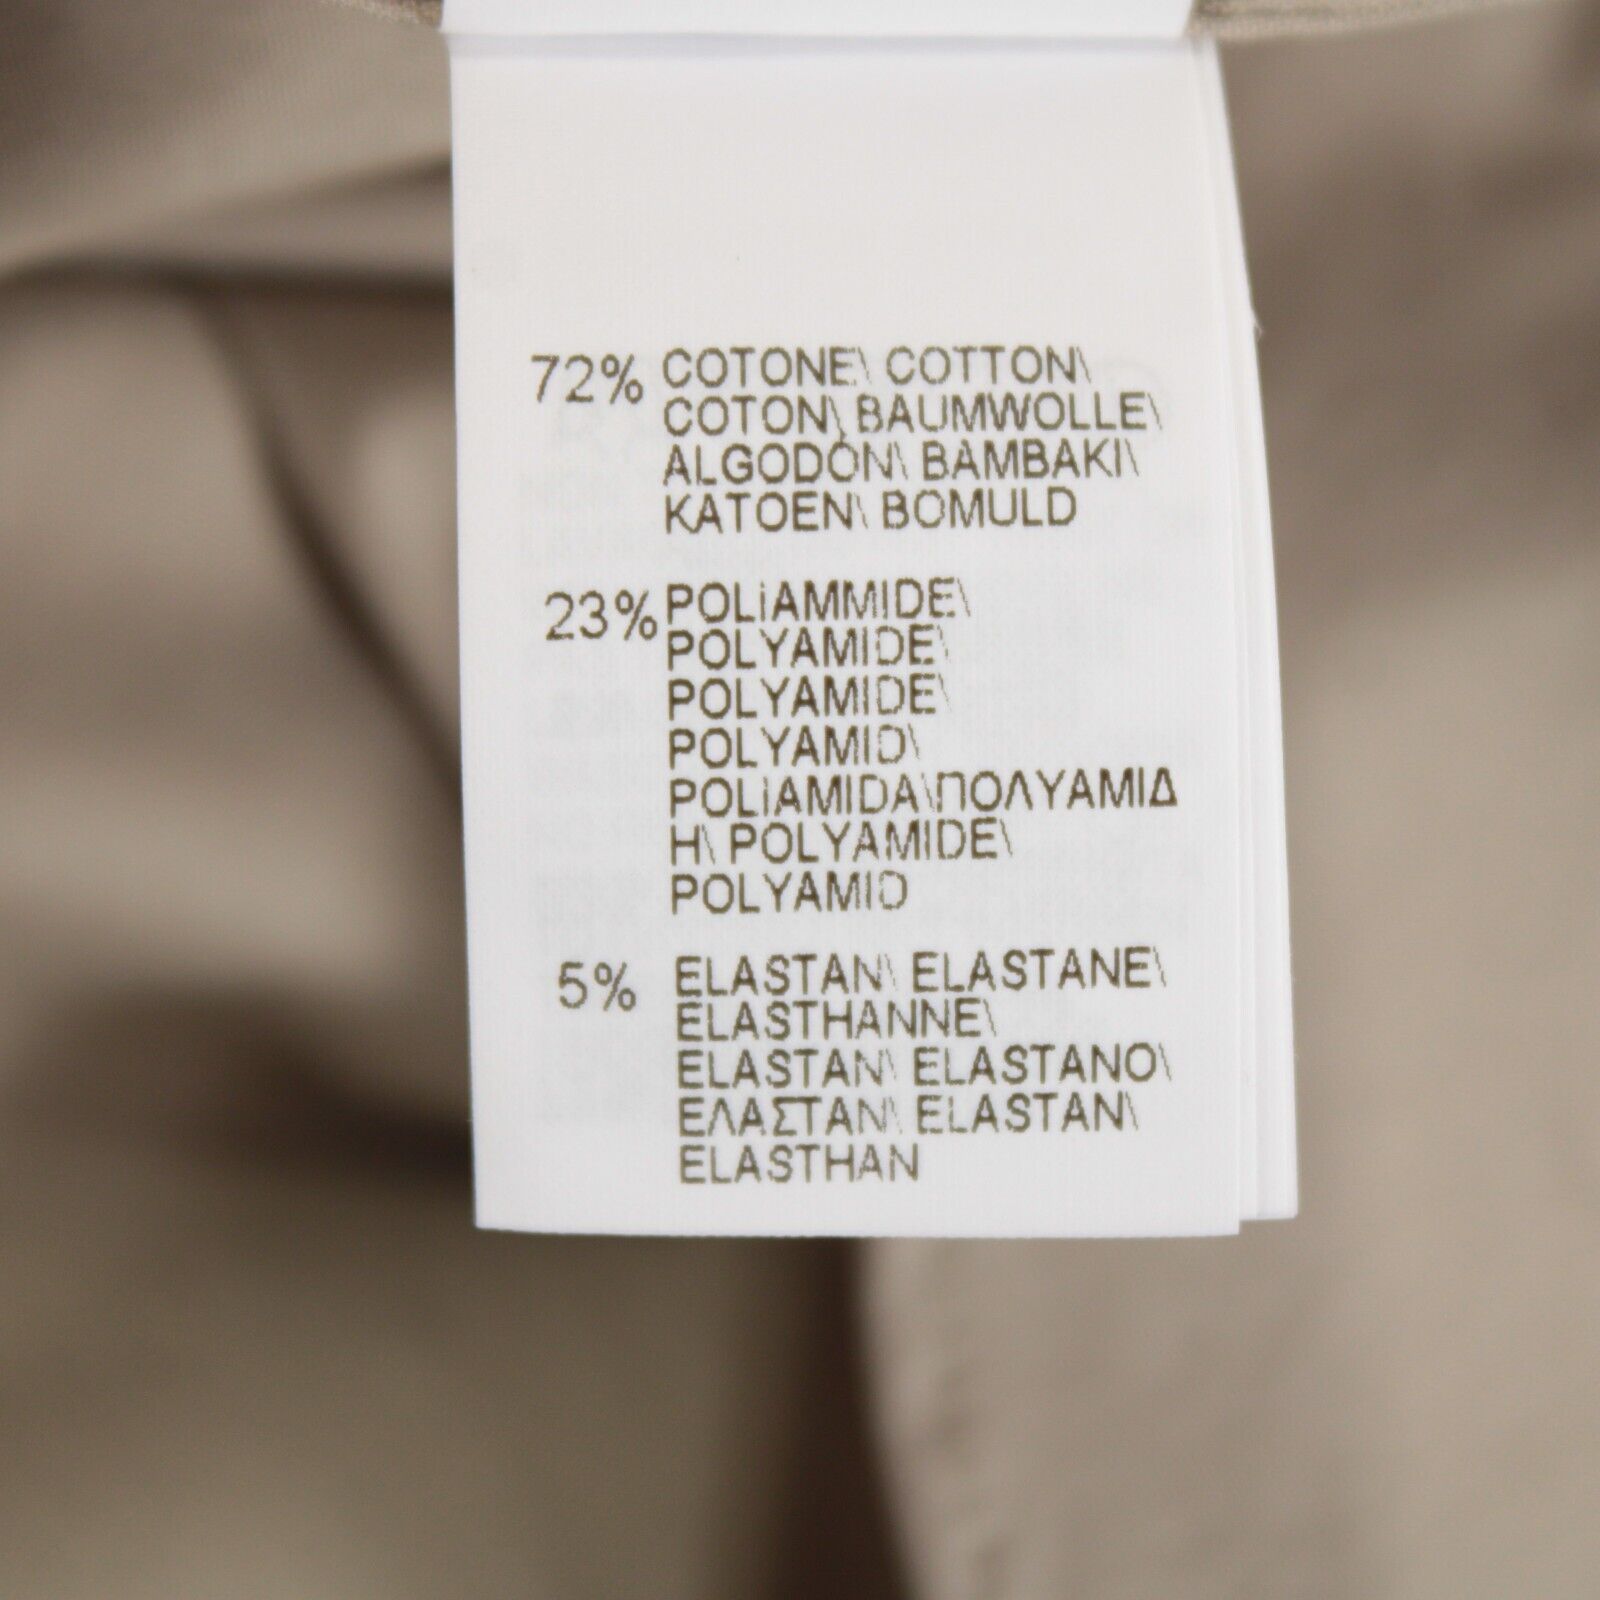 72% COTONE\ COTTON\
COTON\ BAUMWOLLE\
ALGODÒN\ BAMBAKI\
KATOEN\ BOMULD
23% POLiAMMIDE\
POLYAMIDE\
POLYAMIDE\
POLYAMID\
POLiAMIDA\ΠΟΛΥΑΜΙΔ
Η\ POLYAMIDE\
POLYAMID
5% ELASTAN\ ELASTANE\
ELASTHANNE\
ELASTAN\ ELASTANO\
ΕΛΑΣΤΑΝ\ ELASTAN\
ELASTHAN